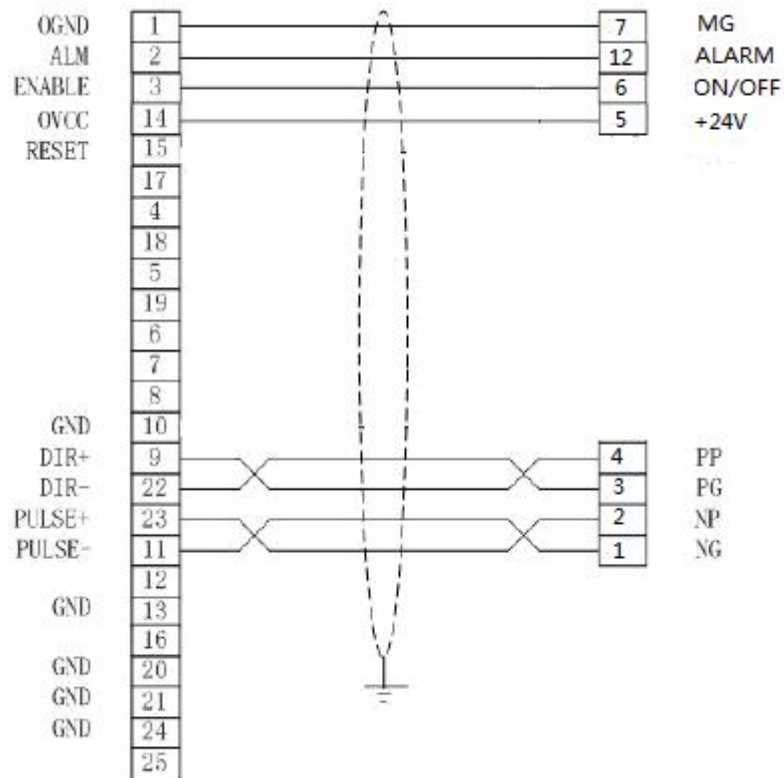 OGND 1 7 MG
ALM 2 12 ALARM
ENABLE 3 6 ON/OFF
OVCC 14 5 +24V
RESET 15
17
4
18
5
19
6
7
8
GND 10
DIR+ 9 4 PP
DIR- 22 3 PG
PULSE+ 23 2 NP
PULSE- 11 1 NG
12
GND 13
16
GND 20
GND 21
GND 24
25